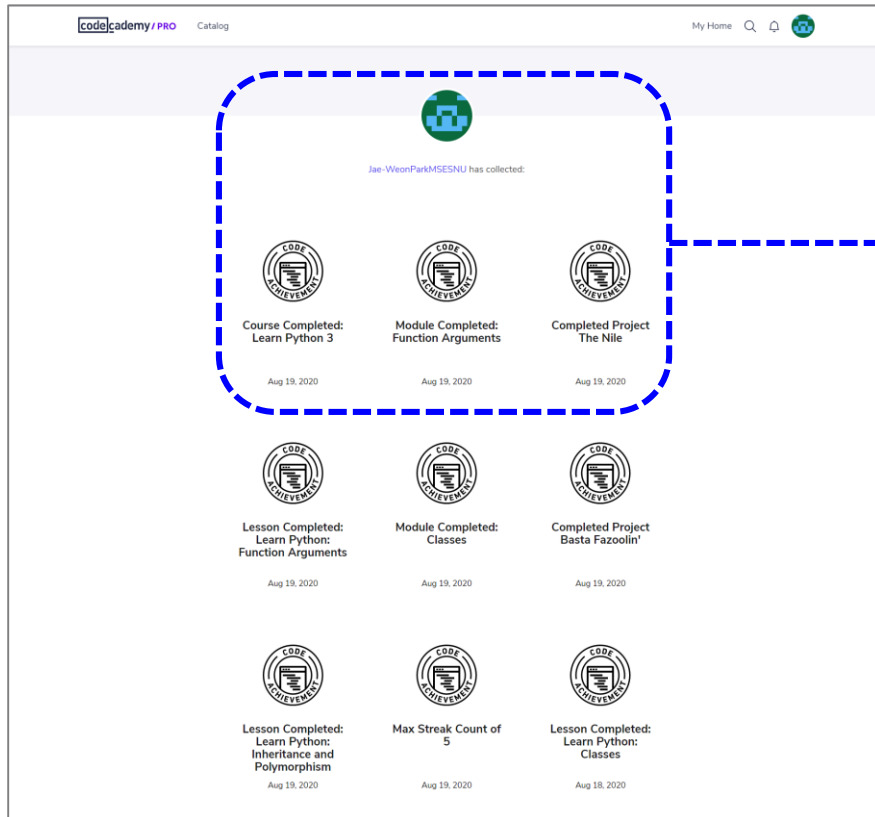 codecademy/PRO Catalog My Home
Jae-WeonParkMSESNU has collected:
CODE ACHIEVEMENT CODE ACHIEVEMENT CODE ACHIEVEMENT
Course Completed: Module Completed: Completed Project
Learn Python 3 Function Arguments The Nile
Aug 19, 2020 Aug 19, 2020 Aug 19, 2020
CODE ACHIEVEMENT CODE ACHIEVEMENT CODE ACHIEVEMENT
Lesson Completed: Module Completed: Completed Project
Learn Python: Classes Basta Fazoolin'
Function Arguments
Aug 19, 2020 Aug 19, 2020 Aug 19, 2020
CODE ACHIEVEMENT CODE ACHIEVEMENT CODE ACHIEVEMENT
Lesson Completed: Max Streak Count of Lesson Completed:
Learn Python: 5 Learn Python:
Inheritance and Classes
Polymorphism
Aug 19, 2020 Aug 19, 2020 Aug 18, 2020